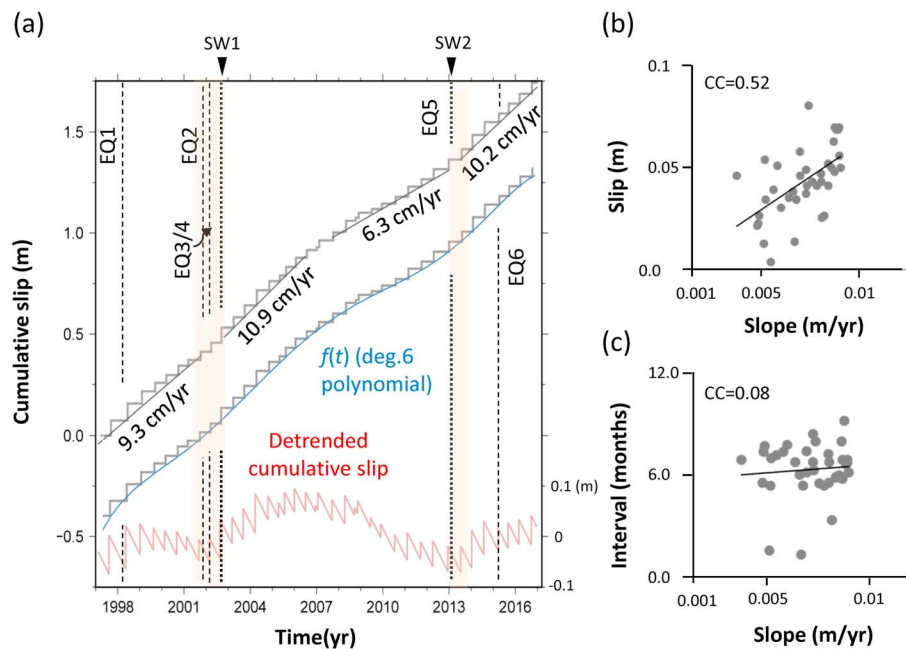 (a)
SW1
SW2
EQ1
EQ2
EQ3/4
EQ5
EQ6
1.5
1.0
0.5
0.0
−0.5
Cumulative slip (m)
9.3 cm/yr
10.9 cm/yr
6.3 cm/yr
10.2 cm/yr
f(t) (deg.6
polynomial)
Detrended
cumulative slip
0.1 (m)
0
-0.1
1998 2001 2004 2007 2010 2013 2016
Time(yr)
(b)
CC=0.52
0.1
0.05
0.0
Slip (m)
0.001 0.005 0.01
Slope (m/yr)
(c)
CC=0.08
12.0
6.0
0.0
Interval (months)
0.001 0.005 0.01
Slope (m/yr)